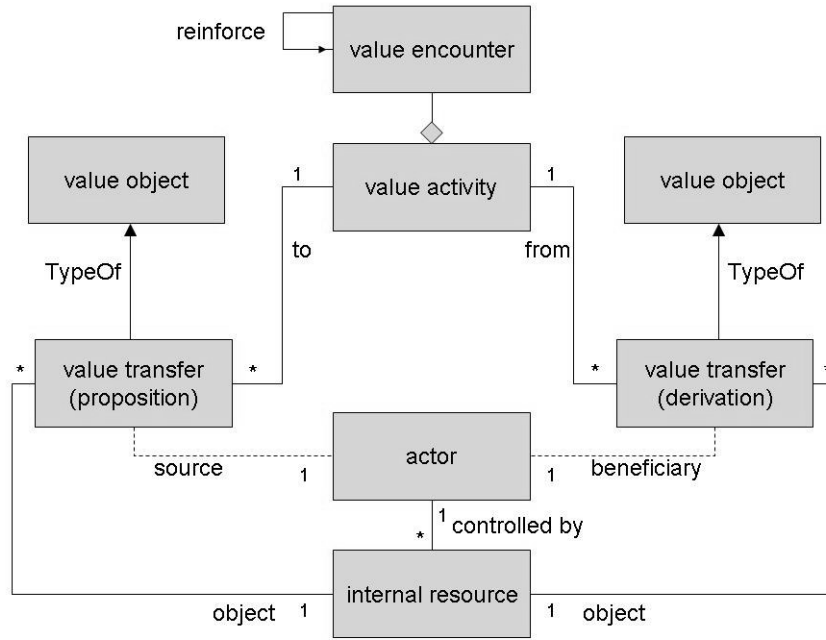 reinforce
value encounter
value object
value activity
value object
1
1
to
from
TypeOf
TypeOf
*
value transfer
(proposition)
*
*
value transfer
(derivation)
*
actor
source
1
1
beneficiary
1
controlled by
*
internal resource
object
1
1
object